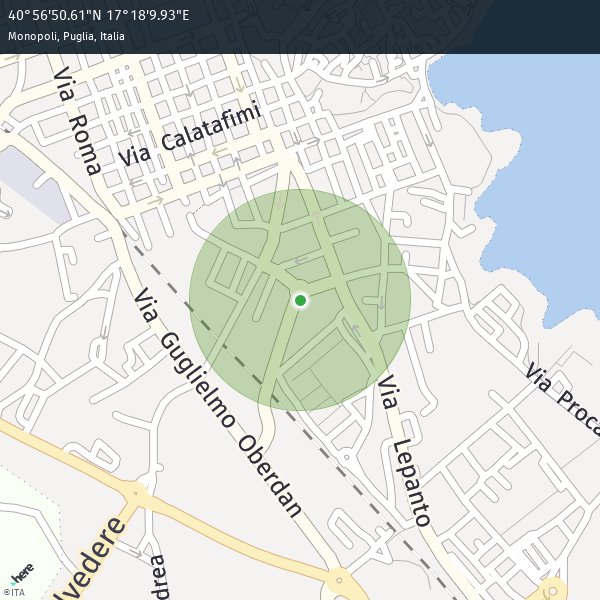 40°56'50.61"N 17°18'9.93"E
Monopoli, Puglia, Italia
Via Roma
Via Calatafimi
Via Guglielmo Oberdan
Via Proca
Via Lepanto
lvedere
drea
here
©ITA